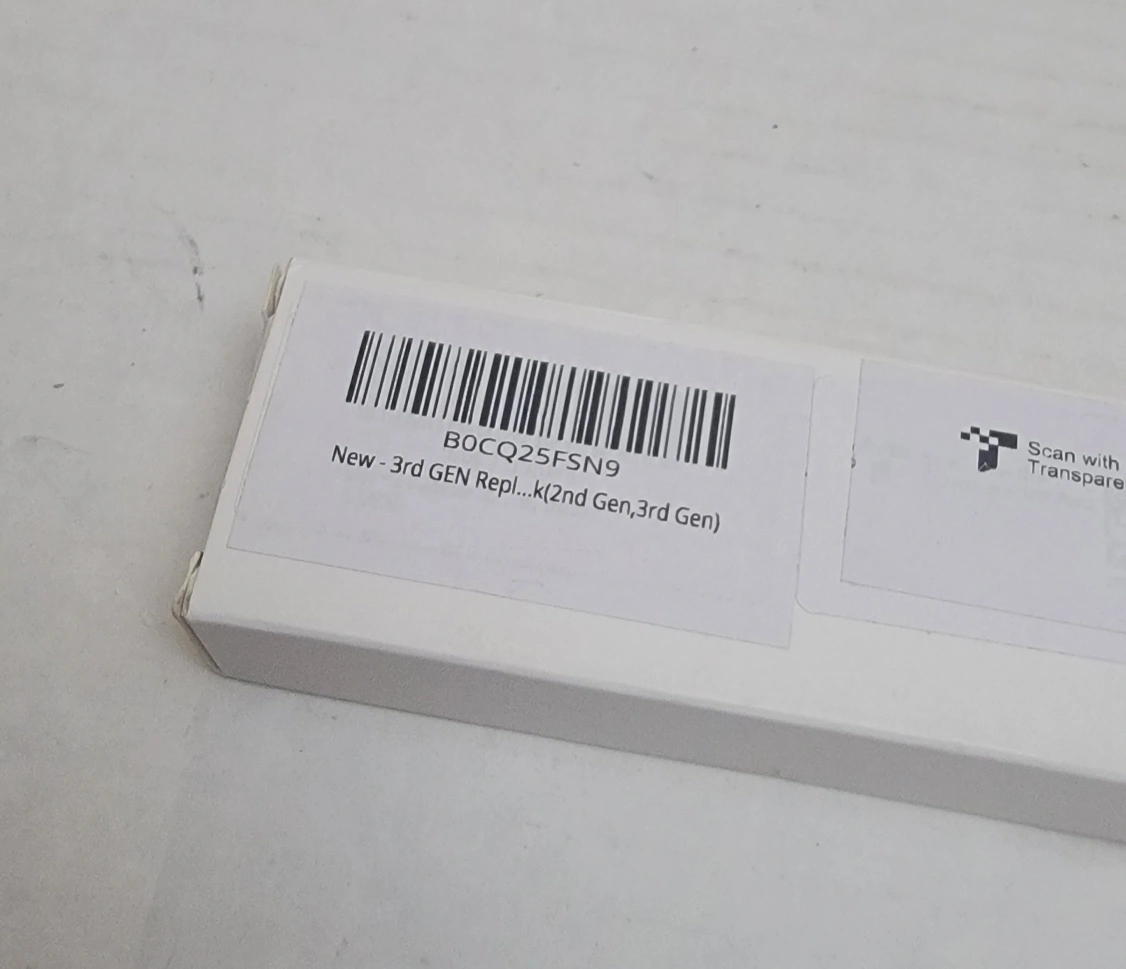 B0CQ25FSN9
New - 3rd GEN Repl...k(2nd Gen,3rd Gen)
Scan with
Transpare